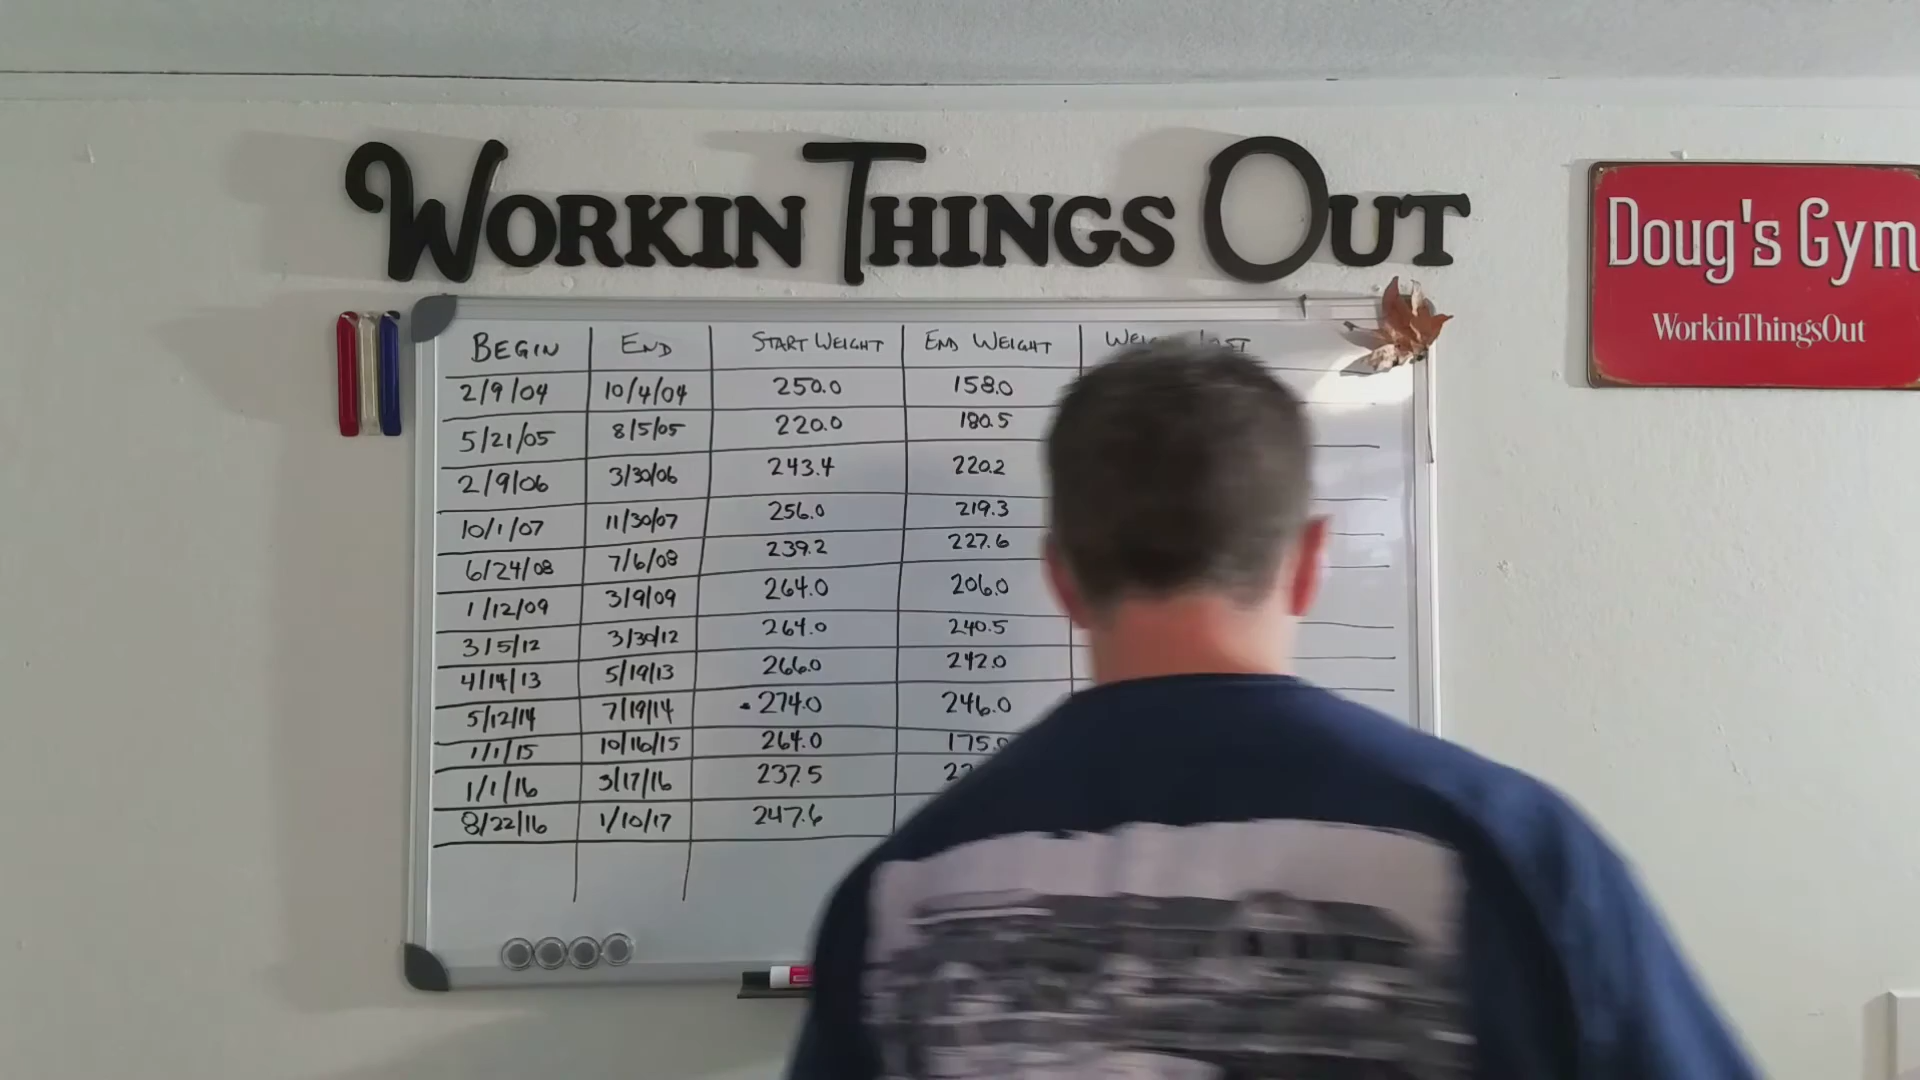 WORKIN THINGS OUT
Doug's Gym
WorkinThingsOut
BEGIN END START WEIGHT END WEIGHT
2/9/04 10/4/04 250.0 158.0
5/21/05 8/5/05 220.0 180.5
2/9/06 3/30/06 243.4 220.2
10/1/07 11/30/07 256.0 219.3
6/24/08 7/6/08 239.2 227.6
1/12/09 3/9/09 264.0 206.0
3/5/12 3/30/12 264.0 240.5
4/14/13 5/19/13 266.0 242.0
5/12/14 7/19/14 274.0 246.0
1/1/15 10/16/15 264.0 175.0
1/1/16 3/17/16 237.5
8/22/16 1/10/17 247.6